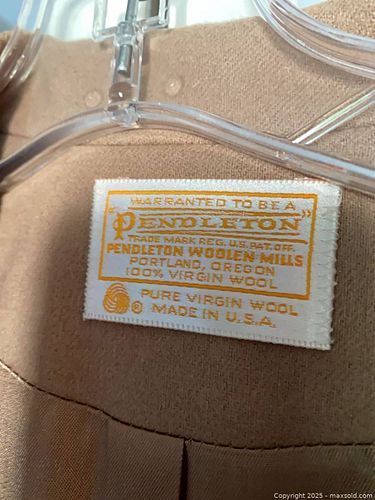 WARRANTED TO BE A
"PENDLETON"
TRADE MARK REG. U.S. PAT. OFF.
PENDLETON WOOLEN MILLS
PORTLAND, OREGON
100% VIRGIN WOOL
® PURE VIRGIN WOOL
MADE IN U.S.A.
Copyright © 2025 - maxsold.com